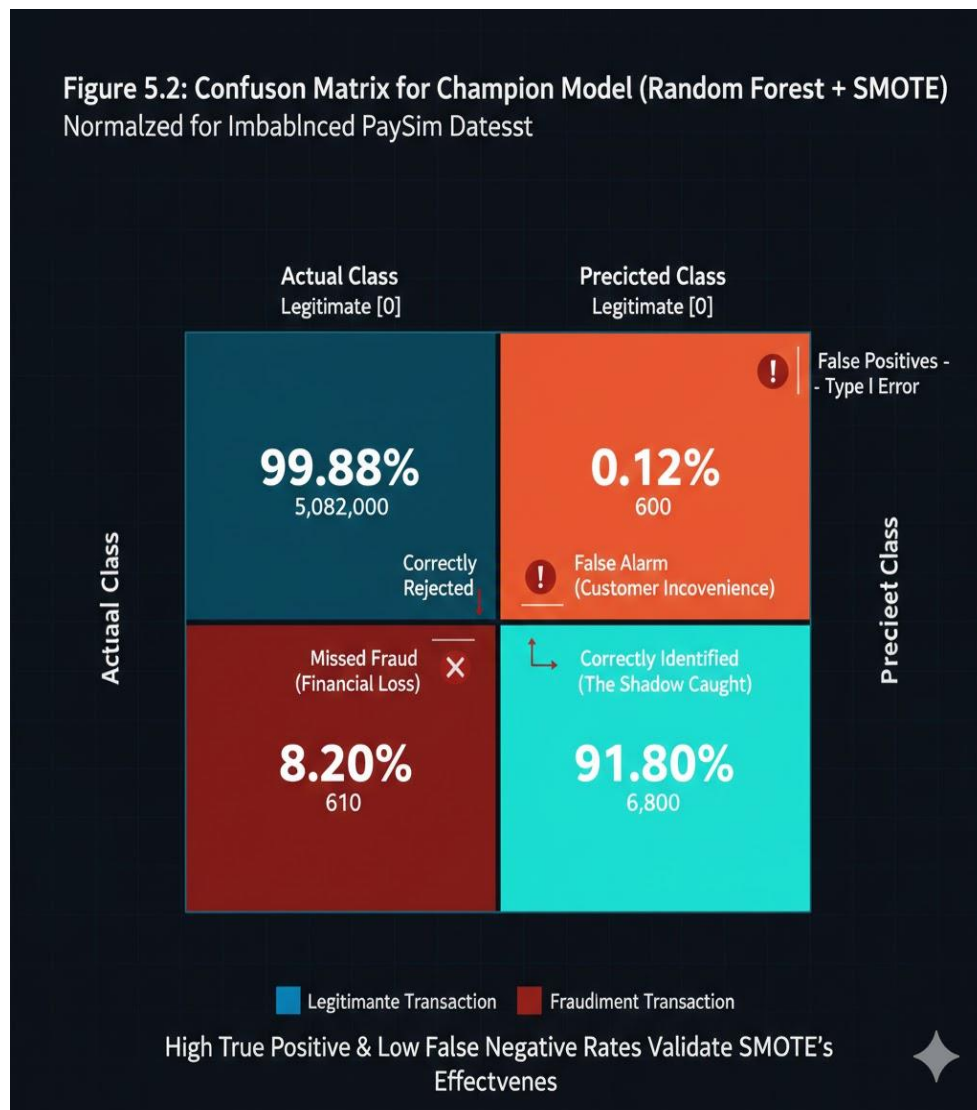 Figure 5.2: Confuson Matrix for Champion Model (Random Forest + SMOTE)
Normalzed for Imbablnced PaySim Datesst
Actual Class
Legitimate [0]
Precicted Class
Legitimate [0]
!
False Positives -
- Type I Error
99.88%
5,082,000
0.12%
600
Actuaal Class
Precieet Class
Correctly
Rejected
!
False Alarm
(Customer Incovenience)
Missed Fraud
(Financial Loss)
Correctly Identified
(The Shadow Caught)
8.20%
610
91.80%
6,800
Legitimante Transaction
Fraudlment Transaction
High True Positive & Low False Negative Rates Validate SMOTE's
Effectvenes